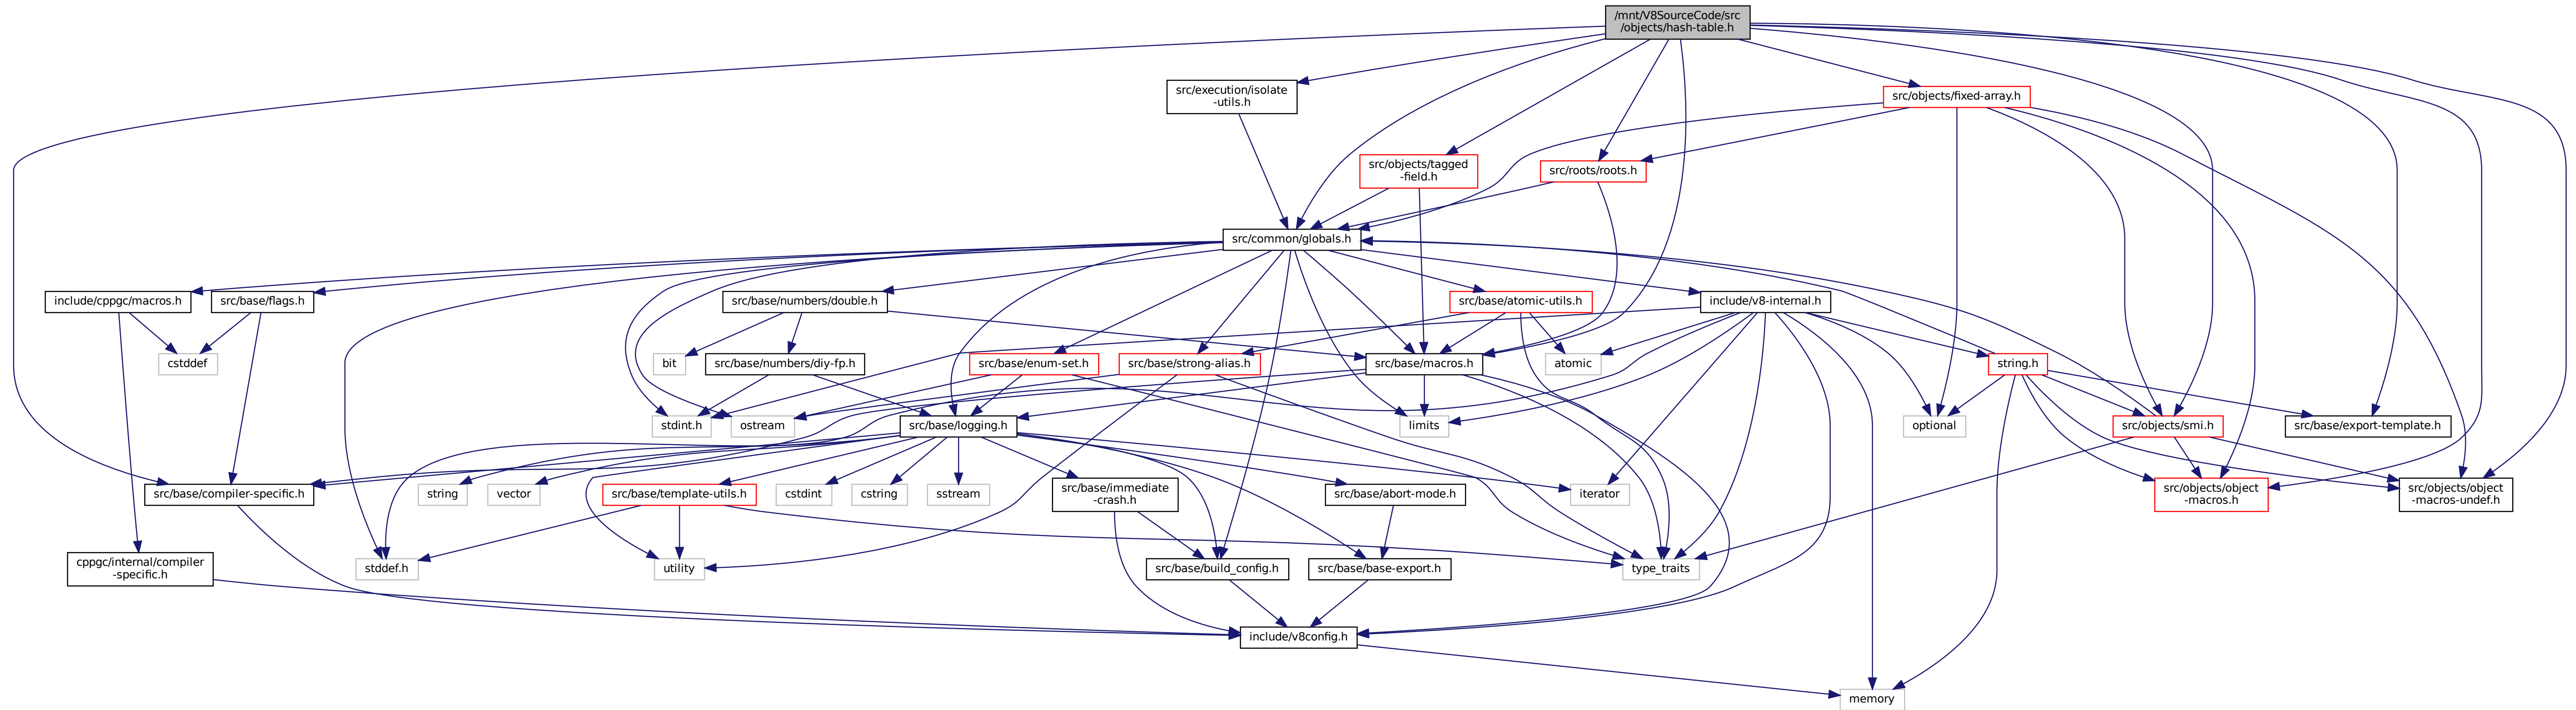 /mnt/V8SourceCode/src
/objects/hash-table.h
src/execution/isolate
-utils.h
src/objects/fixed-array.h
src/objects/tagged
-field.h
src/roots/roots.h
src/common/globals.h
include/cppgc/macros.h
src/base/flags.h
src/base/numbers/double.h
src/base/atomic-utils.h
include/v8-internal.h
cstddef
bit
src/base/numbers/diy-fp.h
src/base/enum-set.h
src/base/strong-alias.h
src/base/macros.h
atomic
string.h
stdint.h
ostream
src/base/logging.h
limits
optional
src/objects/smi.h
src/base/export-template.h
src/base/compiler-specific.h
string
vector
src/base/template-utils.h
cstdint
cstring
sstream
src/base/immediate
-crash.h
src/base/abort-mode.h
iterator
src/objects/object
-macros.h
src/objects/object
-macros-undef.h
cppgc/internal/compiler
-specific.h
stddef.h
utility
src/base/build_config.h
src/base/base-export.h
type_traits
include/v8config.h
memory